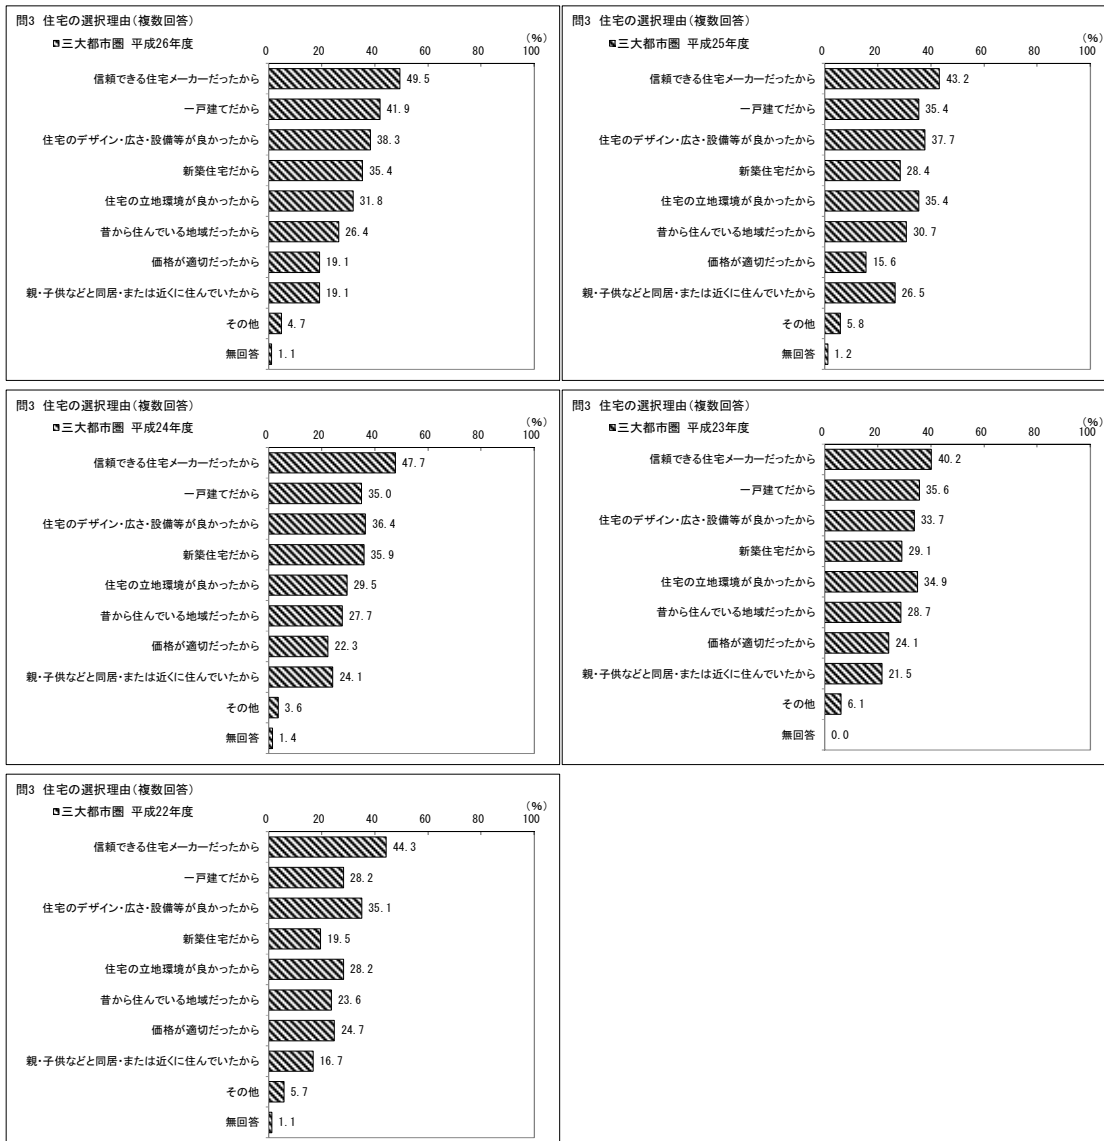 問3 住宅の選択理由(複数回答)
三大都市圏 平成26年度
(%)
0 20 40 60 80 100
信頼できる住宅メーカーだったから 49.5
一戸建てだから 41.9
住宅のデザイン・広さ・設備等が良かったから 38.3
新築住宅だから 35.4
住宅の立地環境が良かったから 31.8
昔から住んでいる地域だったから 26.4
価格が適切だったから 19.1
親・子供などと同居・または近くに住んでいたから 19.1
その他 4.7
無回答 1.1
問3 住宅の選択理由(複数回答)
三大都市圏 平成25年度
(%)
0 20 40 60 80 100
信頼できる住宅メーカーだったから 43.2
一戸建てだから 35.4
住宅のデザイン・広さ・設備等が良かったから 37.7
新築住宅だから 28.4
住宅の立地環境が良かったから 35.4
昔から住んでいる地域だったから 30.7
価格が適切だったから 15.6
親・子供などと同居・または近くに住んでいたから 26.5
その他 5.8
無回答 1.2
問3 住宅の選択理由(複数回答)
三大都市圏 平成24年度
(%)
0 20 40 60 80 100
信頼できる住宅メーカーだったから 47.7
一戸建てだから 35.0
住宅のデザイン・広さ・設備等が良かったから 36.4
新築住宅だから 35.9
住宅の立地環境が良かったから 29.5
昔から住んでいる地域だったから 27.7
価格が適切だったから 22.3
親・子供などと同居・または近くに住んでいたから 24.1
その他 3.6
無回答 1.4
問3 住宅の選択理由(複数回答)
三大都市圏 平成23年度
(%)
0 20 40 60 80 100
信頼できる住宅メーカーだったから 40.2
一戸建てだから 35.6
住宅のデザイン・広さ・設備等が良かったから 33.7
新築住宅だから 29.1
住宅の立地環境が良かったから 34.9
昔から住んでいる地域だったから 28.7
価格が適切だったから 24.1
親・子供などと同居・または近くに住んでいたから 21.5
その他 6.1
無回答 0.0
問3 住宅の選択理由(複数回答)
三大都市圏 平成22年度
(%)
0 20 40 60 80 100
信頼できる住宅メーカーだったから 44.3
一戸建てだから 28.2
住宅のデザイン・広さ・設備等が良かったから 35.1
新築住宅だから 19.5
住宅の立地環境が良かったから 28.2
昔から住んでいる地域だったから 23.6
価格が適切だったから 24.7
親・子供などと同居・または近くに住んでいたから 16.7
その他 5.7
無回答 1.1